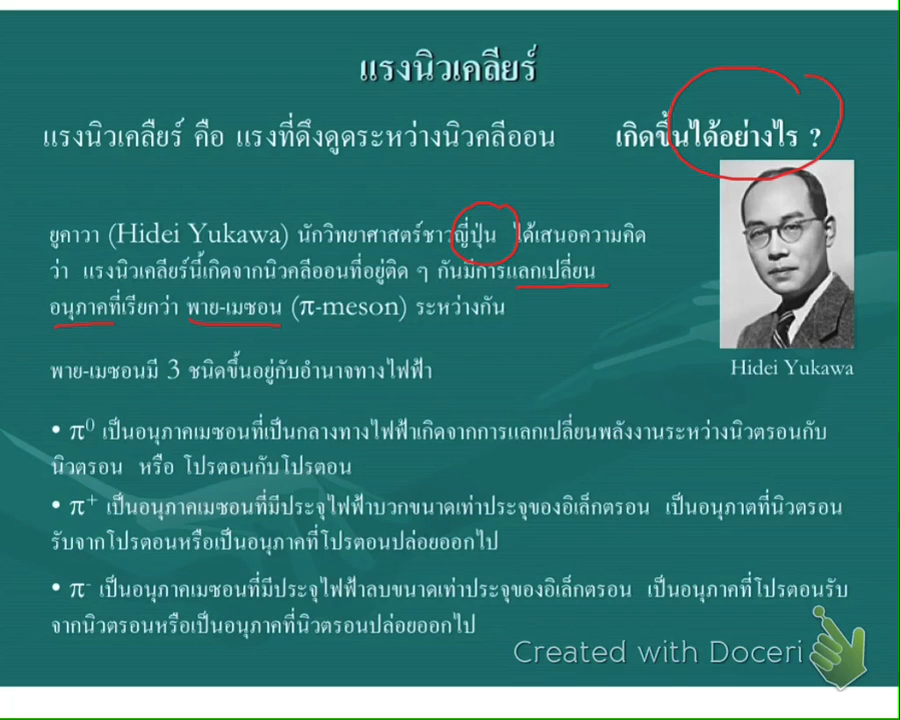 แรงนิวเคลียร์
แรงนิวเคลียร์ คือ แรงที่ดึงดูดระหว่างนิวคลีออน เกิดขึ้นได้อย่างไร ?
ยูคาวา (Hidei Yukawa) นักวิทยาศาสตร์ชาวญี่ปุ่น ได้เสนอความคิด
ว่า แรงนิวเคลียร์นี้เกิดจากนิวคลีออนที่อยู่ติด ๆ กันมีการแลกเปลี่ยน
อนุภาคที่เรียกว่า พาย-เมซอน (π-meson) ระหว่างกัน
Hidei Yukawa
พาย-เมซอนมี 3 ชนิดขึ้นอยู่กับอำนาจทางไฟฟ้า
• π⁰ เป็นอนุภาคเมซอนที่เป็นกลางทางไฟฟ้าเกิดจากการแลกเปลี่ยนพลังงานระหว่างนิวตรอนกับ
นิวตรอน หรือ โปรตอนกับโปรตอน
• π⁺ เป็นอนุภาคเมซอนที่มีประจุไฟฟ้าบวกขนาดเท่าประจุของอิเล็กตรอน เป็นอนุภาตที่นิวตรอน
รับจากโปรตอนหรือเป็นอนุภาคที่โปรตอนปล่อยออกไป
• π⁻ เป็นอนุภาคเมซอนที่มีประจุไฟฟ้าลบขนาดเท่าประจุของอิเล็กตรอน เป็นอนุภาคที่โปรตอนรับ
จากนิวตรอนหรือเป็นอนุภาคที่นิวตรอนปล่อยออกไป
Created with Doceri